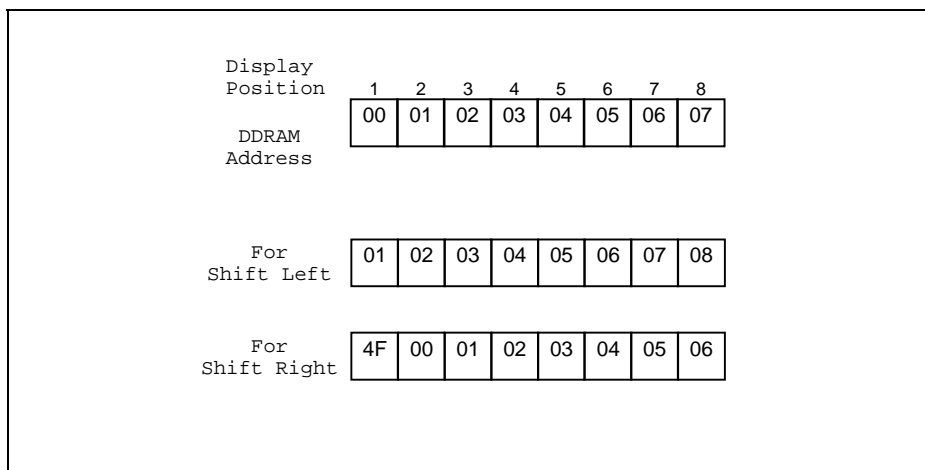 Display
Position 1 2 3 4 5 6 7 8
00 01 02 03 04 05 06 07
DDRAM
Address
For
Shift Left 01 02 03 04 05 06 07 08
For
Shift Right 4F 00 01 02 03 04 05 06